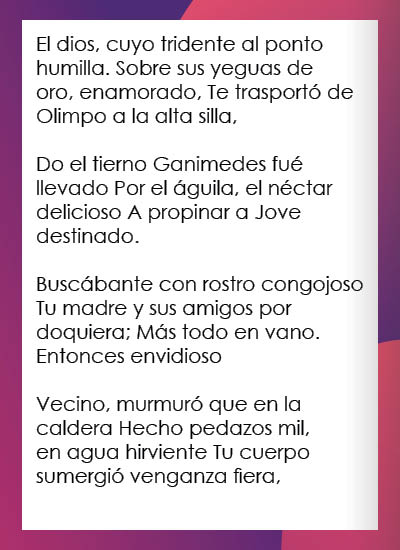 El dios, cuyo tridente al ponto
humilla. Sobre sus yeguas de
oro, enamorado, Te trasportó de
Olimpo a la alta silla,

Do el tierno Ganimedes fué
llevado Por el águila, el néctar
delicioso A propinar a Jove
destinado.

Buscábante con rostro congojoso
Tu madre y sus amigos por
doquiera; Más todo en vano.
Entonces envidioso

Vecino, murmuró que en la
caldera Hecho pedazos mil,
en agua hirviente Tu cuerpo
sumergió venganza fiera,